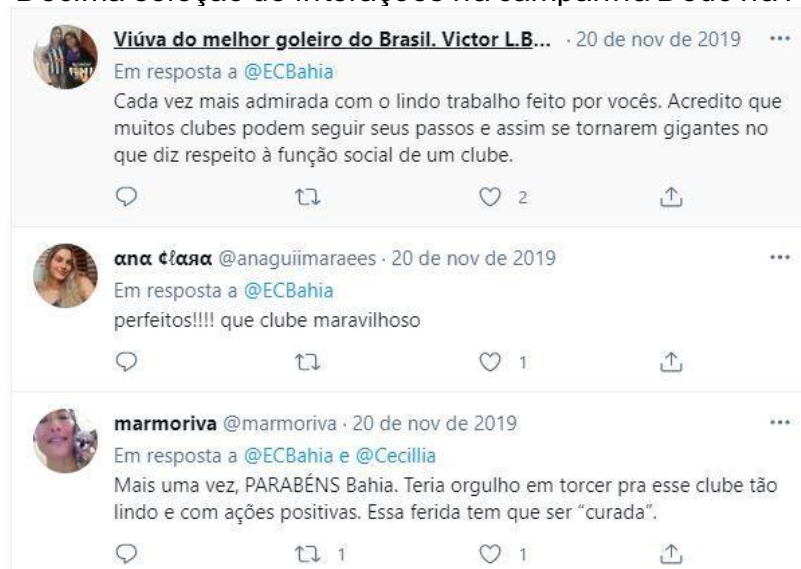 Viúva do melhor goleiro do Brasil. Victor L.B... · 20 de nov de 2019
Em resposta a @ECBahia
Cada vez mais admirada com o lindo trabalho feito por vocês. Acredito que
muitos clubes podem seguir seus passos e assim se tornarem gigantes no
que diz respeito à função social de um clube.
2
αnα ¢ℓαяα @anaguiimaraees · 20 de nov de 2019
Em resposta a @ECBahia
perfeitos!!!! que clube maravilhoso
1
marmoriva @marmoriva · 20 de nov de 2019
Em resposta a @ECBahia e @Cecillia
Mais uma vez, PARABÉNS Bahia. Teria orgulho em torcer pra esse clube tão
lindo e com ações positivas. Essa ferida tem que ser “curada”.
1 1